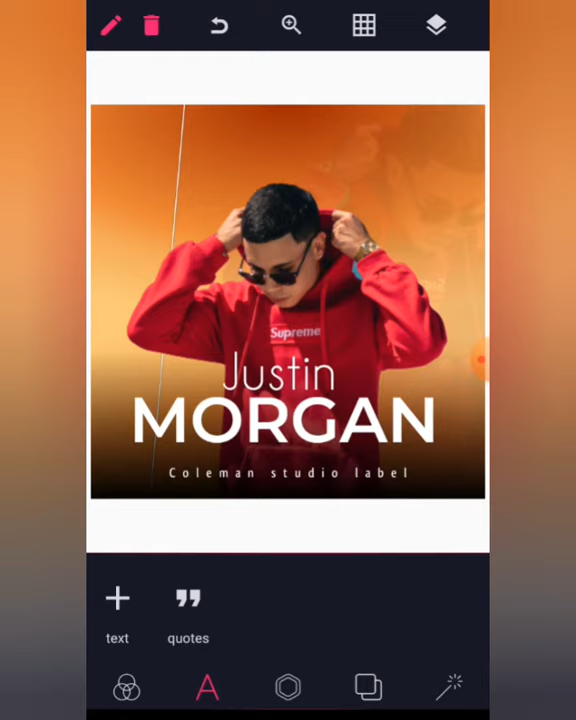 Supreme
Justin
MORGAN
Coleman studio label
text
quotes